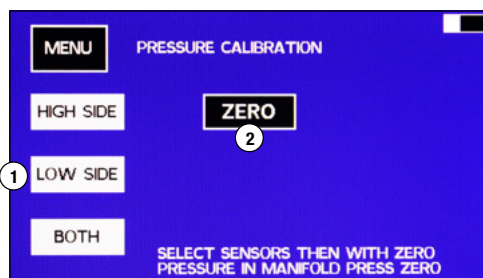 MENU
PRESSURE CALIBRATION
HIGH SIDE
ZERO
2
1
LOW SIDE
BOTH
SELECT SENSORS THEN WITH ZERO
PRESSURE IN MANIFOLD PRESS ZERO